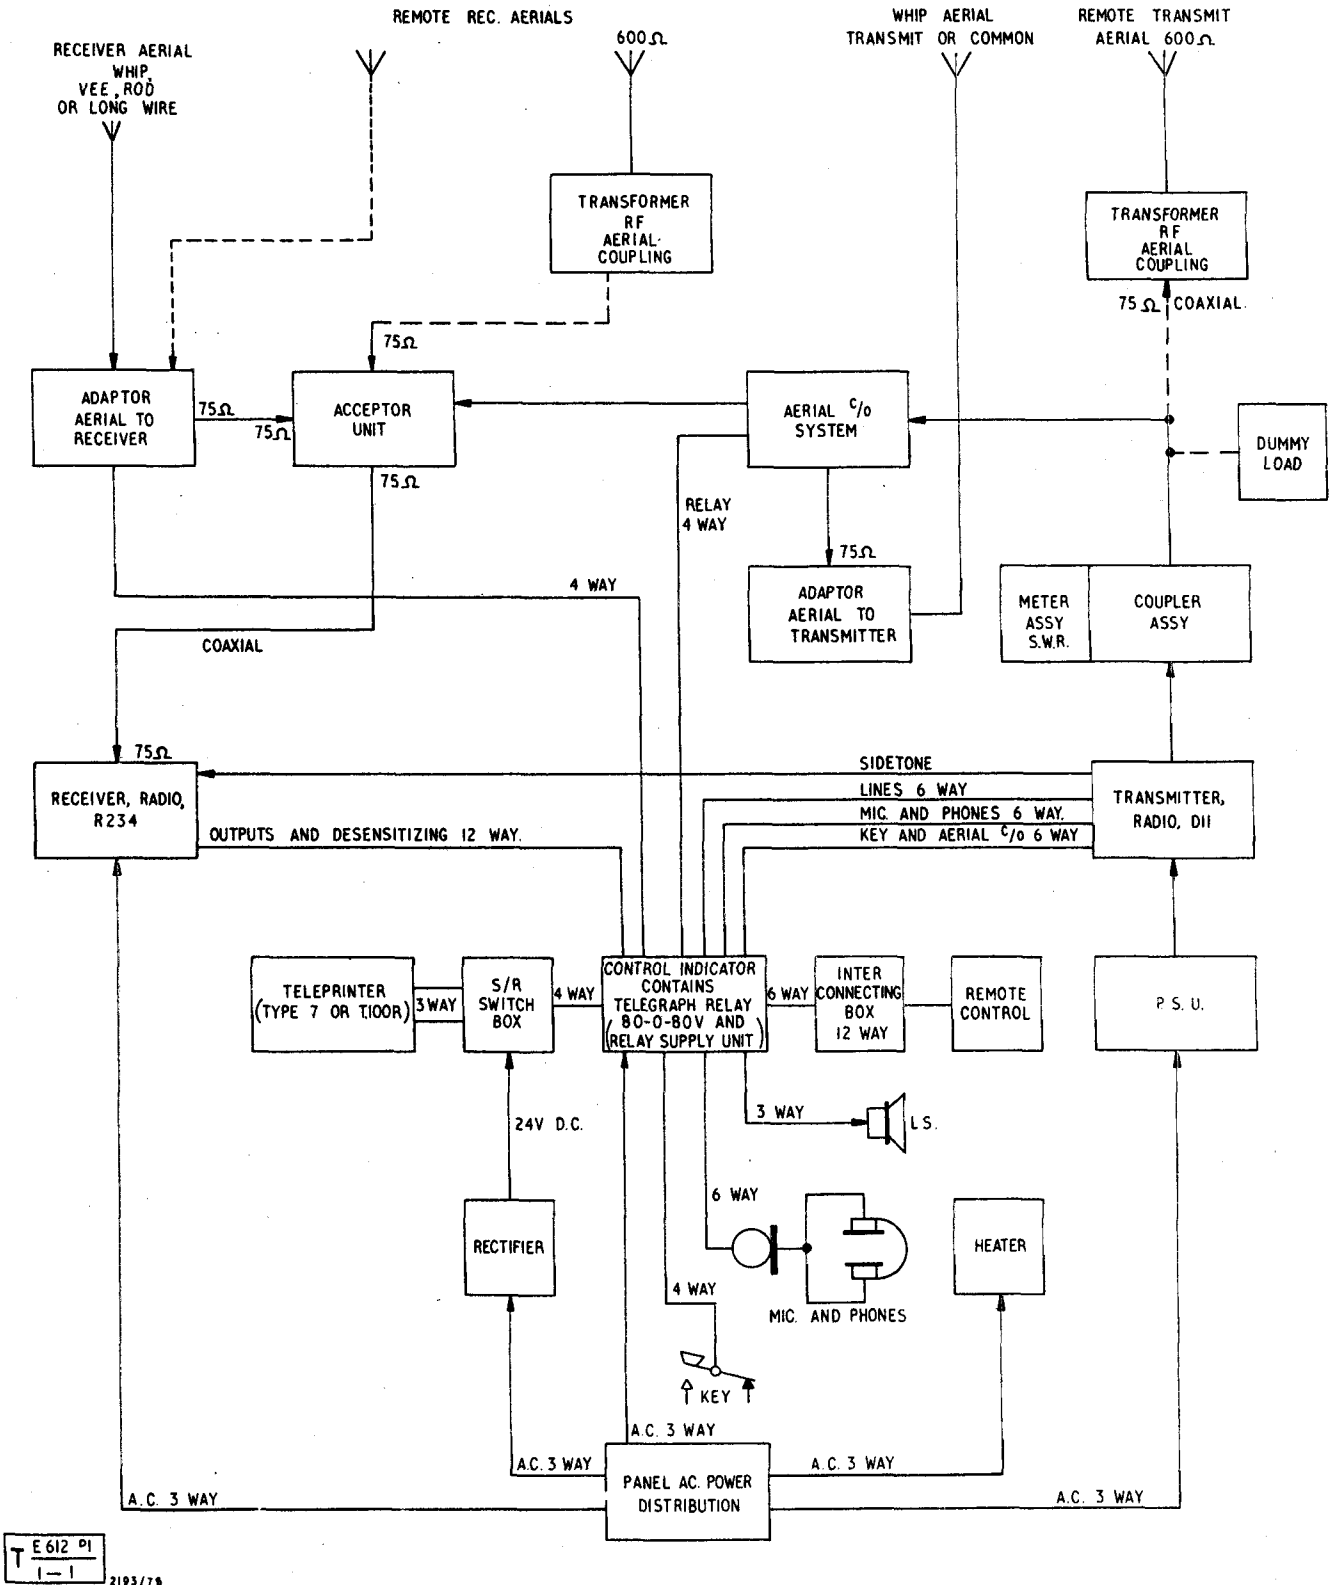 REMOTE REC. AERIALS
600Ω
WHIP AERIAL
TRANSMIT OR COMMON
REMOTE TRANSMIT
AERIAL 600Ω
RECEIVER AERIAL
WHIP,
VEE, ROD
OR LONG WIRE
TRANSFORMER
RF
AERIAL
COUPLING
TRANSFORMER
RF
AERIAL
COUPLING
75Ω COAXIAL.
75Ω
ADAPTOR
AERIAL TO
RECEIVER
75Ω
75Ω
ACCEPTOR
UNIT
75Ω
AERIAL C/O
SYSTEM
DUMMY
LOAD
RELAY
4 WAY
75Ω
4 WAY
ADAPTOR
AERIAL TO
TRANSMITTER
METER
ASSY
S.W.R.
COUPLER
ASSY
COAXIAL
75Ω
RECEIVER, RADIO,
R234
SIDETONE
LINES 6 WAY
MIC. AND PHONES 6 WAY.
KEY AND AERIAL C/O 6 WAY
TRANSMITTER,
RADIO, D11
OUTPUTS AND DESENSITIZING 12 WAY.
TELEPRINTER
(TYPE 7 OR T,100R)
3 WAY
S/R
SWITCH
BOX
4 WAY
CONTROL INDICATOR
CONTAINS
TELEGRAPH RELAY
(80-0-80V AND
RELAY SUPPLY UNIT)
6 WAY
INTER
CONNECTING
BOX
12 WAY
REMOTE
CONTROL
P.S.U.
24V D.C.
3 WAY
L.S.
6 WAY
RECTIFIER
HEATER
4 WAY
MIC. AND PHONES
KEY
A.C. 3 WAY
A.C. 3 WAY
A.C. 3 WAY
PANEL AC. POWER
DISTRIBUTION
A.C. 3 WAY
A.C. 3 WAY
T E 612 P1
1-1